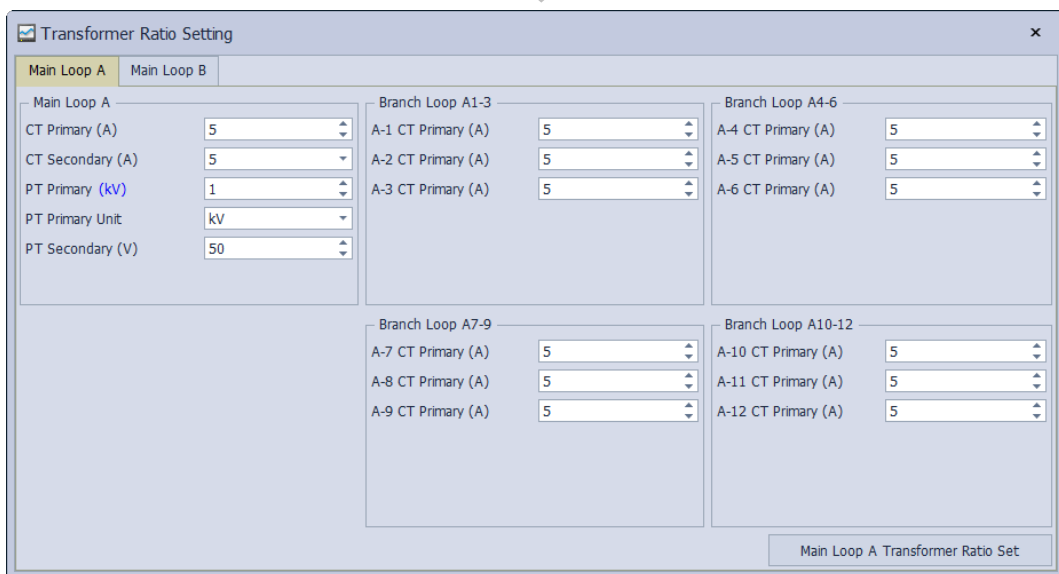 Transformer Ratio Setting
Main Loop A
Main Loop B
Main Loop A
CT Primary (A) 5
CT Secondary (A) 5
PT Primary (kV) 1
PT Primary Unit kV
PT Secondary (V) 50
Branch Loop A1-3
A-1 CT Primary (A) 5
A-2 CT Primary (A) 5
A-3 CT Primary (A) 5
Branch Loop A4-6
A-4 CT Primary (A) 5
A-5 CT Primary (A) 5
A-6 CT Primary (A) 5
Branch Loop A7-9
A-7 CT Primary (A) 5
A-8 CT Primary (A) 5
A-9 CT Primary (A) 5
Branch Loop A10-12
A-10 CT Primary (A) 5
A-11 CT Primary (A) 5
A-12 CT Primary (A) 5
Main Loop A Transformer Ratio Set